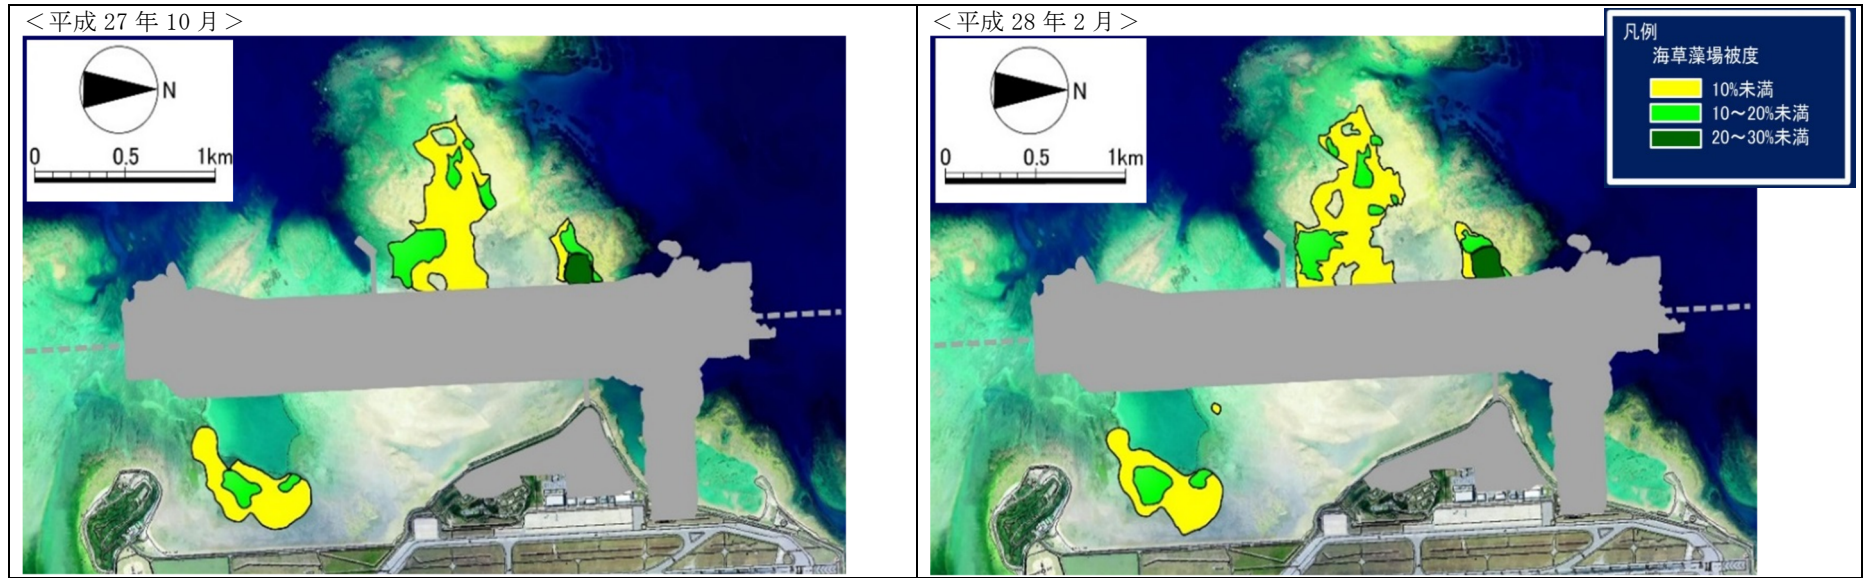 ＜平成 27 年 10 月＞
N
0 0.5 1km
＜平成 28 年 2 月＞
N
0 0.5 1km
凡例
海草藻場被度
10%未満
10～20%未満
20～30%未満